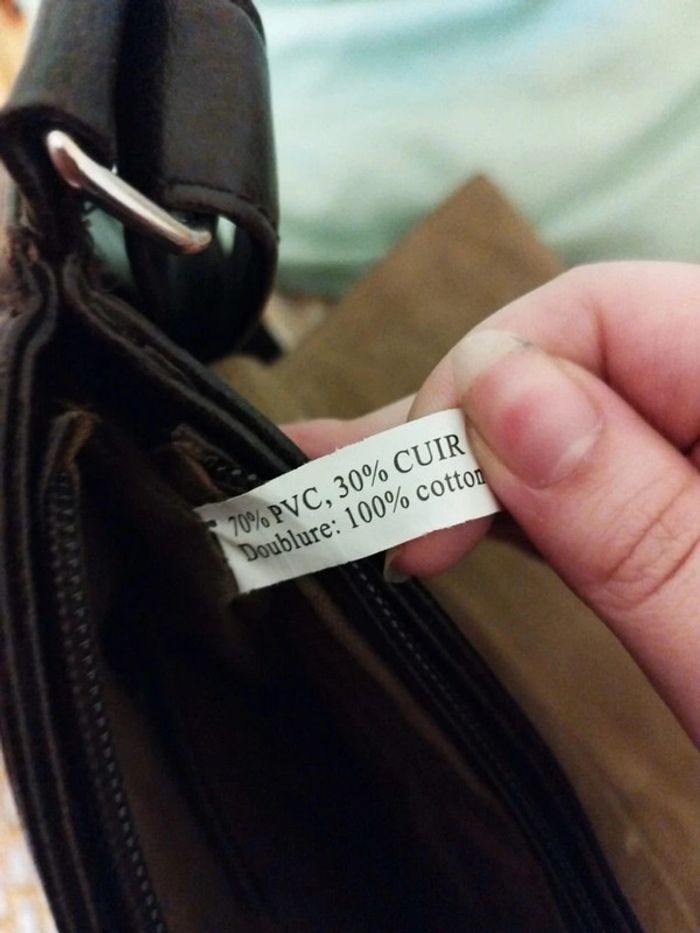 70% PVC, 30% CUIR
Doublure: 100% cotton